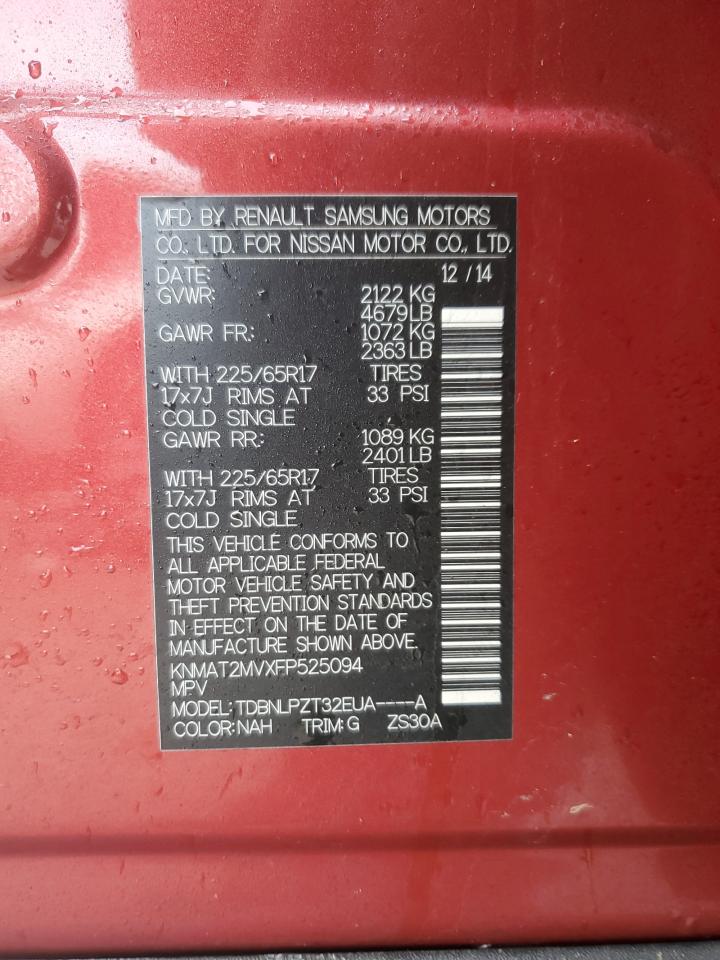 MFD BY RENAULT SAMSUNG MOTORS
CO., LTD. FOR NISSAN MOTOR CO., LTD.
DATE: 12 / 14
GVWR: 2122 KG
4679LB
GAWR FR.: 1072 KG
2363 LB
WITH 225/65R17 TIRES
17x7J RIMS AT 33 PSI
COLD SINGLE
GAWR RR.: 1089 KG
2401 LB
WITH 225/65R17 TIRES
17x7J RIMS AT 33 PSI
COLD SINGLE
THIS VEHICLE CONFORMS TO
ALL APPLICABLE FEDERAL
MOTOR VEHICLE SAFETY AND
THEFT PREVENTION STANDARDS
IN EFFECT ON THE DATE OF
MANUFACTURE SHOWN ABOVE.
KNMAT2MVXFP525094
MPV
MODEL: TDBNLPZT32EUA----A
COLOR: NAH TRIM: G ZS30A